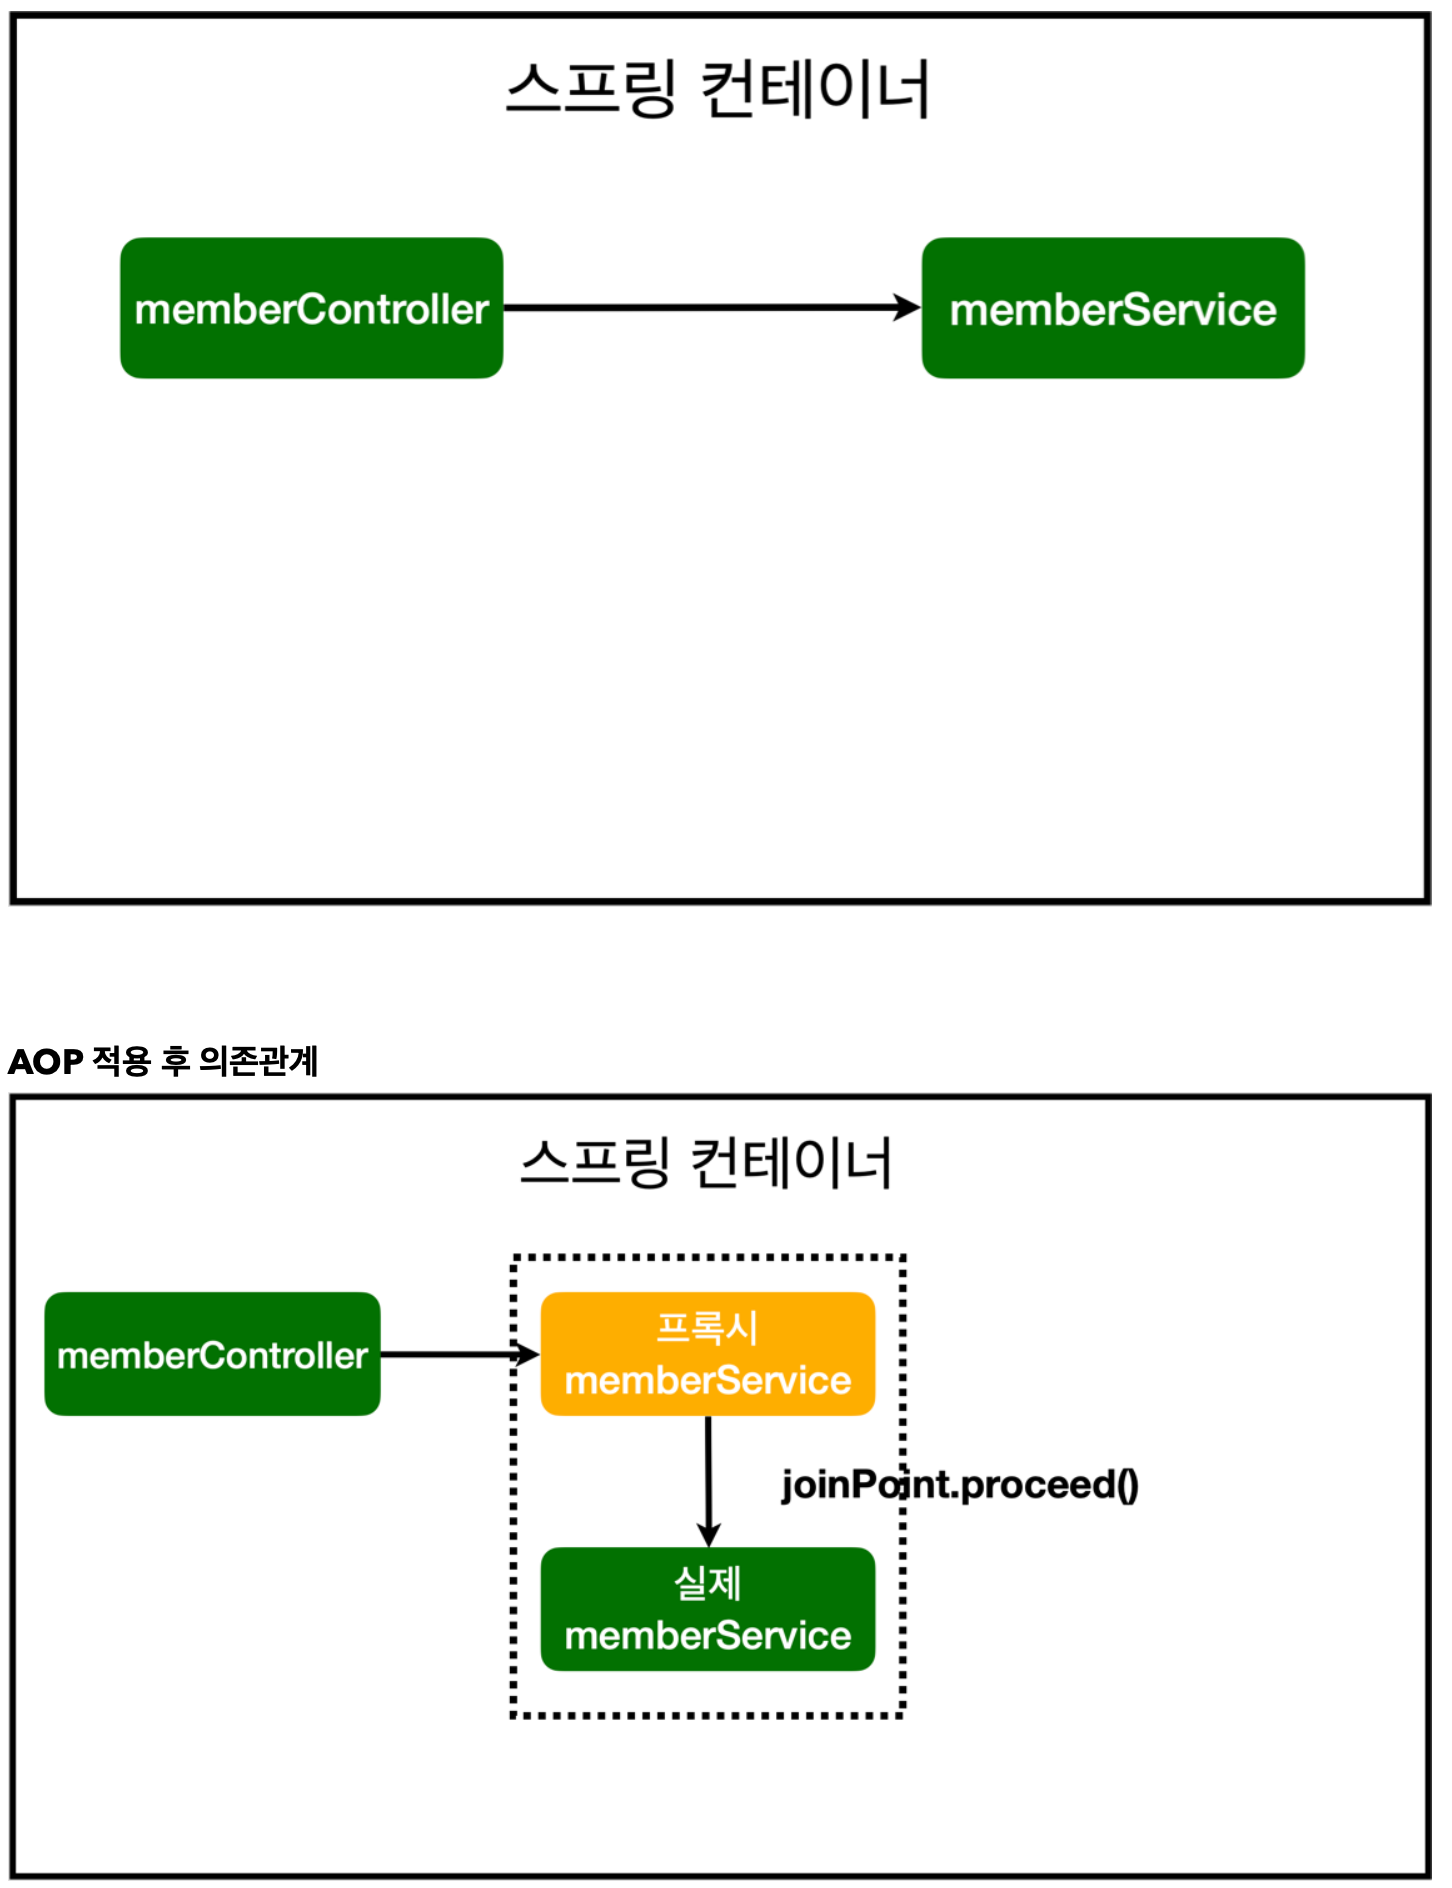 스프링 컨테이너
memberController
memberService
AOP 적용 후 의존관계
스프링 컨테이너
memberController
프록시
memberService
joinPoint.proceed()
실제
memberService